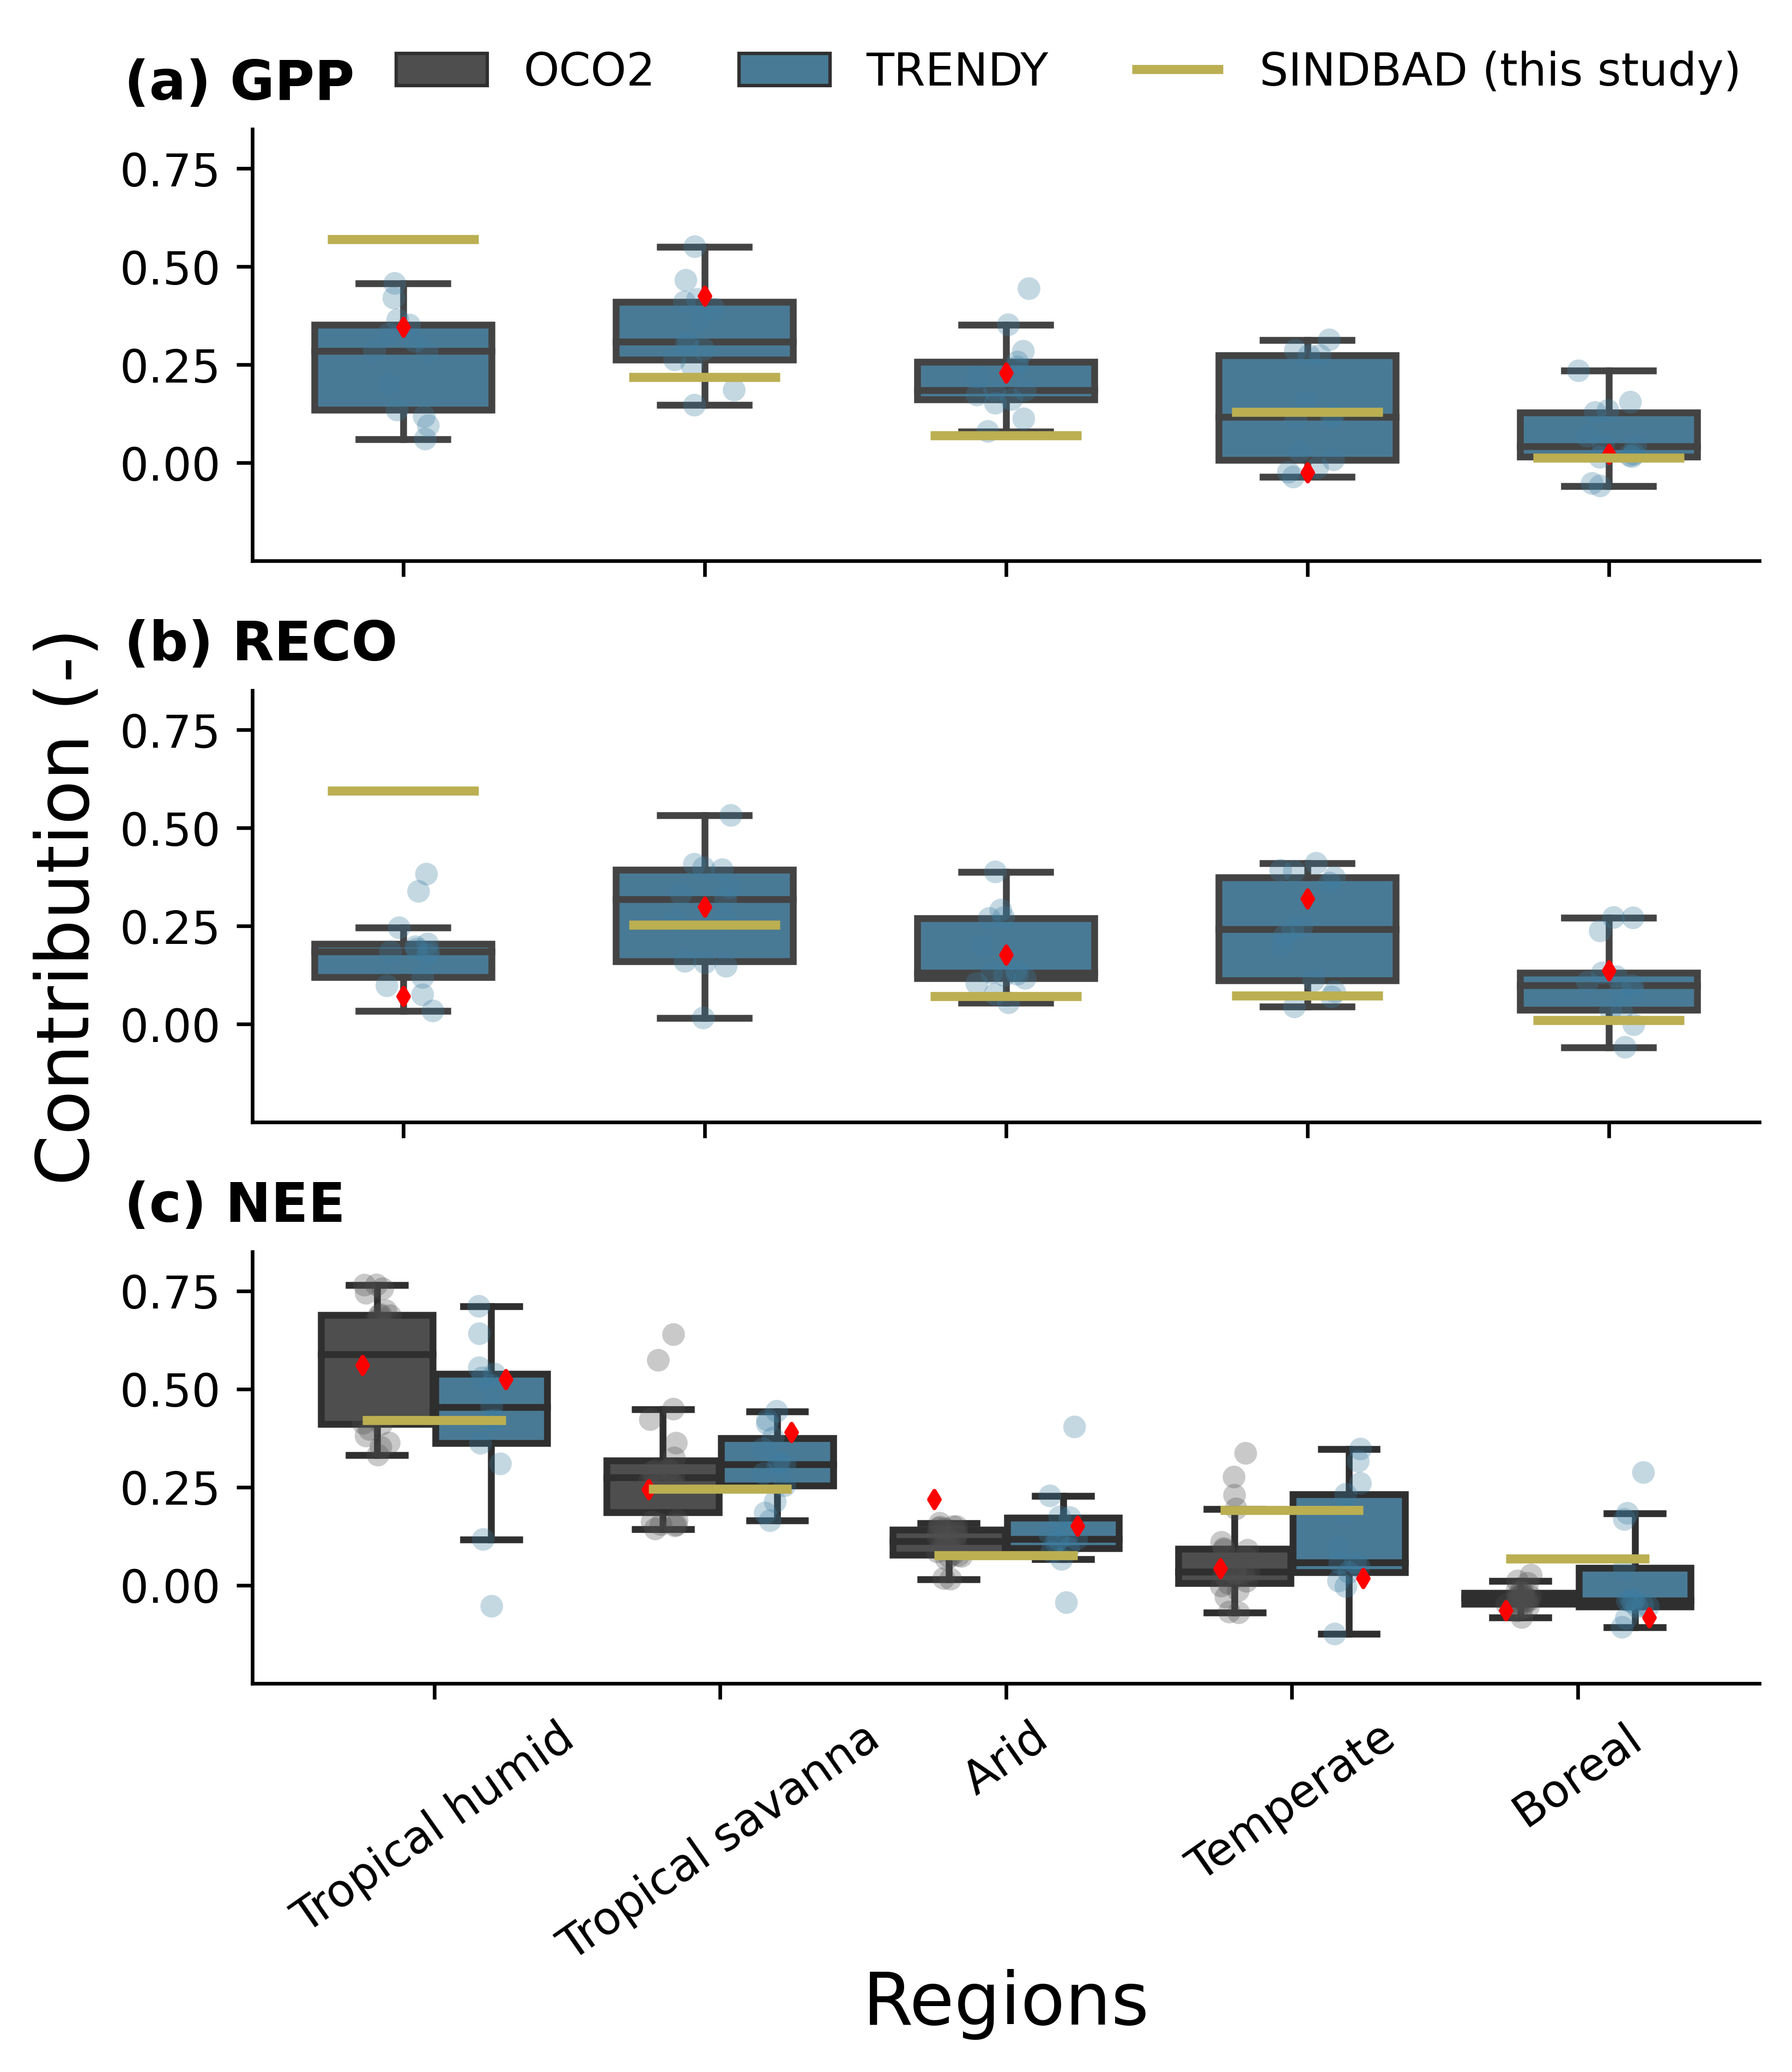 (a) GPP OCO2 TRENDY SINDBAD (this study)
0.75
0.50
0.25
0.00
(b) RECO
0.75
0.50
0.25
0.00
Contribution (-)
(c) NEE
0.75
0.50
0.25
0.00
Tropical humid
Tropical savanna
Arid
Temperate
Boreal
Regions